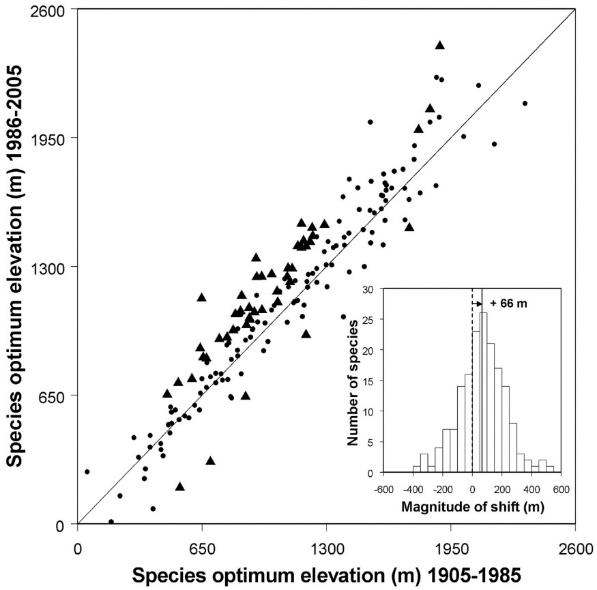 2600
1950
1300
650
0
Species optimum elevation (m) 1986-2005
0 650 1300 1950 2600
Species optimum elevation (m) 1905-1985
30
25
20
15
10
5
0
Number of species
+ 66 m
-600 -400 -200 0 200 400 600
Magnitude of shift (m)